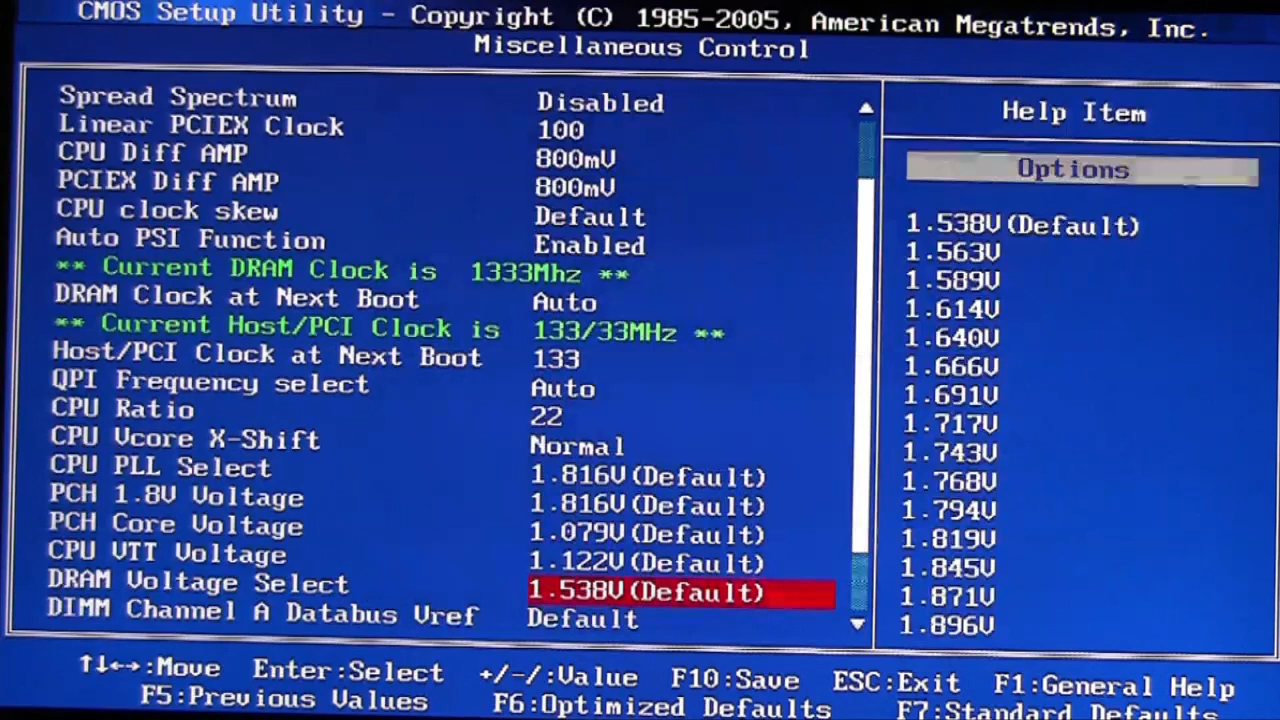 CMOS Setup Utility - Copyright (C) 1985-2005, American Megatrends, Inc.
Miscellaneous Control
Spread Spectrum Disabled
Linear PCIEX Clock 100
CPU Diff AMP 800mV
PCIEX Diff AMP 800mV
CPU clock skew Default
Auto PSI Function Enabled
** Current DRAM Clock is 1333Mhz **
DRAM Clock at Next Boot Auto
** Current Host/PCI Clock is 133/33MHz **
Host/PCI Clock at Next Boot 133
QPI Frequency select Auto
CPU Ratio 22
CPU Vcore X-Shift Normal
CPU PLL Select 1.816V(Default)
PCH 1.8V Voltage 1.816V(Default)
PCH Core Voltage 1.079V(Default)
CPU VTT Voltage 1.122V(Default)
DRAM Voltage Select 1.538V(Default)
DIMM Channel A Databus Vref Default
Help Item
Options
1.538V(Default)
1.563V
1.589V
1.614V
1.640V
1.666V
1.691V
1.717V
1.743V
1.768V
1.794V
1.819V
1.845V
1.871V
1.896V
↑↓←→:Move Enter:Select +/-/:Value F10:Save ESC:Exit F1:General Help
F5:Previous Values F6:Optimized Defaults F7:Standard Defaults